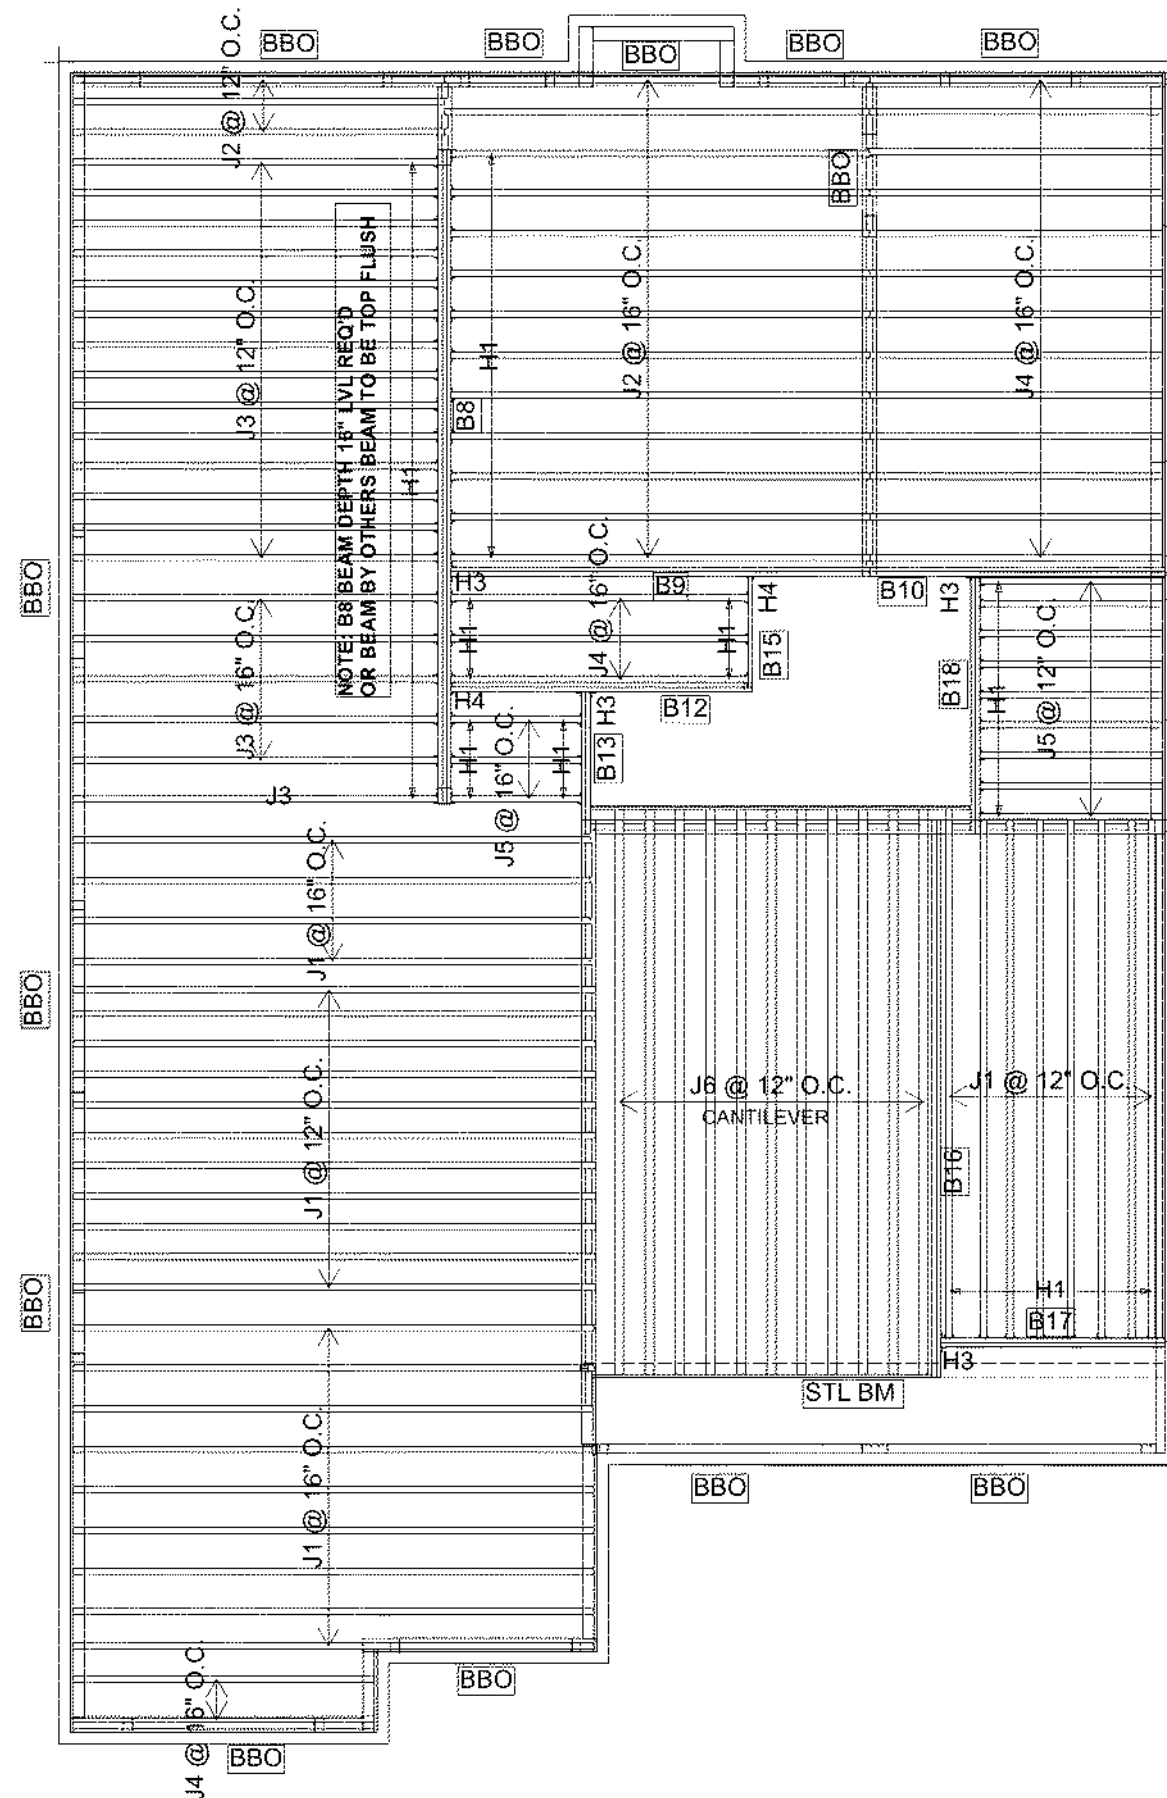 BBO
BBO
BBO
BBO
BBO
J2 @ 12" O.C.
BBO
J3 @ 12" O.C.
NOTE: B8 BEAM DEPTH 16" LVL REQ'D
OR BEAM BY OTHERS BEAM TO BE TOP FLUSH
H1
B8
H1
J2 @ 16" O.C.
J4 @ 16" O.C.
BBO
J3 @ 16" O.C.
H3
H1
J4 @ 16" O.C.
B9
H1
H4
B15
B10
H3
B18
H1
J5 @ 12" O.C.
H4
H1
J5 @ 16" O.C.
H1
H3
B13
B12
J3
J1 @ 16" O.C.
BBO
J1 @ 12" O.C.
J6 @ 12" O.C.
CANTILEVER
J1 @ 12" O.C.
B16
H1
B17
H3
BBO
STL BM
J1 @ 16" O.C.
BBO
BBO
BBO
J4 @ 16" O.C.
BBO